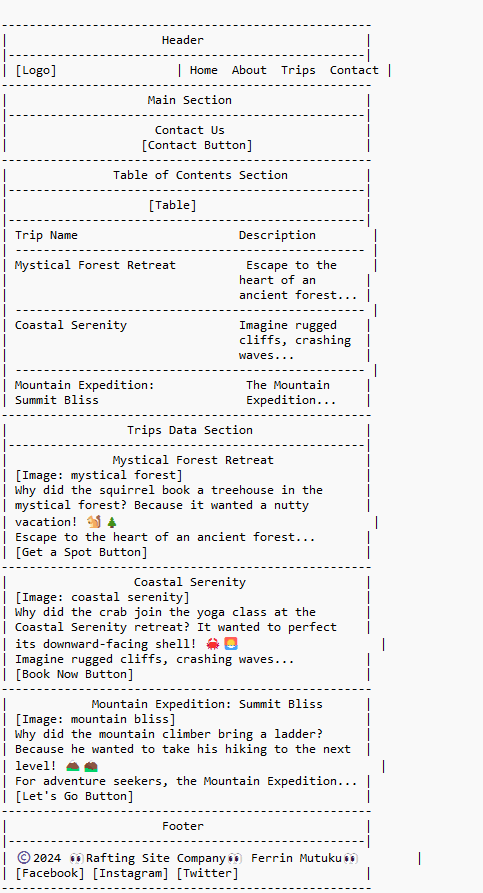 Header
[Logo] | Home About Trips Contact |
Main Section
Contact Us
[Contact Button]
Table of Contents Section
[Table]
Trip Name Description
Mystical Forest Retreat Escape to the
heart of an
ancient forest...
Coastal Serenity Imagine rugged
cliffs, crashing
waves...
Mountain Expedition: The Mountain
Summit Bliss Expedition...
Trips Data Section
Mystical Forest Retreat
[Image: mystical forest]
Why did the squirrel book a treehouse in the
mystical forest? Because it wanted a nutty
vacation! 🐿️🌲
Escape to the heart of an ancient forest...
[Get a Spot Button]
Coastal Serenity
[Image: coastal serenity]
Why did the crab join the yoga class at the
Coastal Serenity retreat? It wanted to perfect
its downward-facing shell! 🦀🌅
Imagine rugged cliffs, crashing waves...
[Book Now Button]
Mountain Expedition: Summit Bliss
[Image: mountain bliss]
Why did the mountain climber bring a ladder?
Because he wanted to take his hiking to the next
level! ⛰️⛰️
For adventure seekers, the Mountain Expedition...
[Let's Go Button]
Footer
©2024 👀Rafting Site Company👀 Ferrin Mutuku👀
[Facebook] [Instagram] [Twitter]